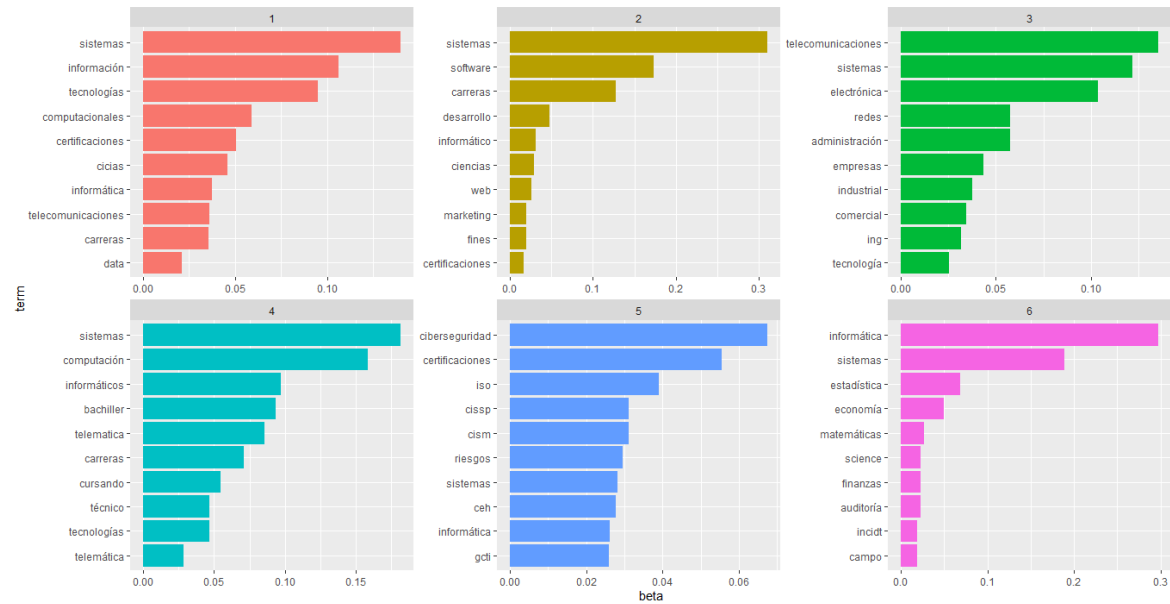 1
sistemas
información
tecnologías
computacionales
certificaciones
cicias
informática
telecomunicaciones
carreras
data
0.00 0.05 0.10
2
sistemas
software
carreras
desarrollo
informático
ciencias
web
marketing
fines
certificaciones
0.0 0.1 0.2 0.3
3
telecomunicaciones
sistemas
electrónica
redes
administración
empresas
industrial
comercial
ing
tecnología
0.00 0.05 0.10
term
4
sistemas
computación
informáticos
bachiller
telematica
carreras
cursando
técnico
tecnologías
telemática
0.00 0.05 0.10 0.15
5
ciberseguridad
certificaciones
iso
cissp
cism
riesgos
sistemas
ceh
informática
gcti
0.00 0.02 0.04 0.06
6
informática
sistemas
estadística
economía
matemáticas
science
finanzas
auditoría
incidt
campo
0.0 0.1 0.2 0.3
beta